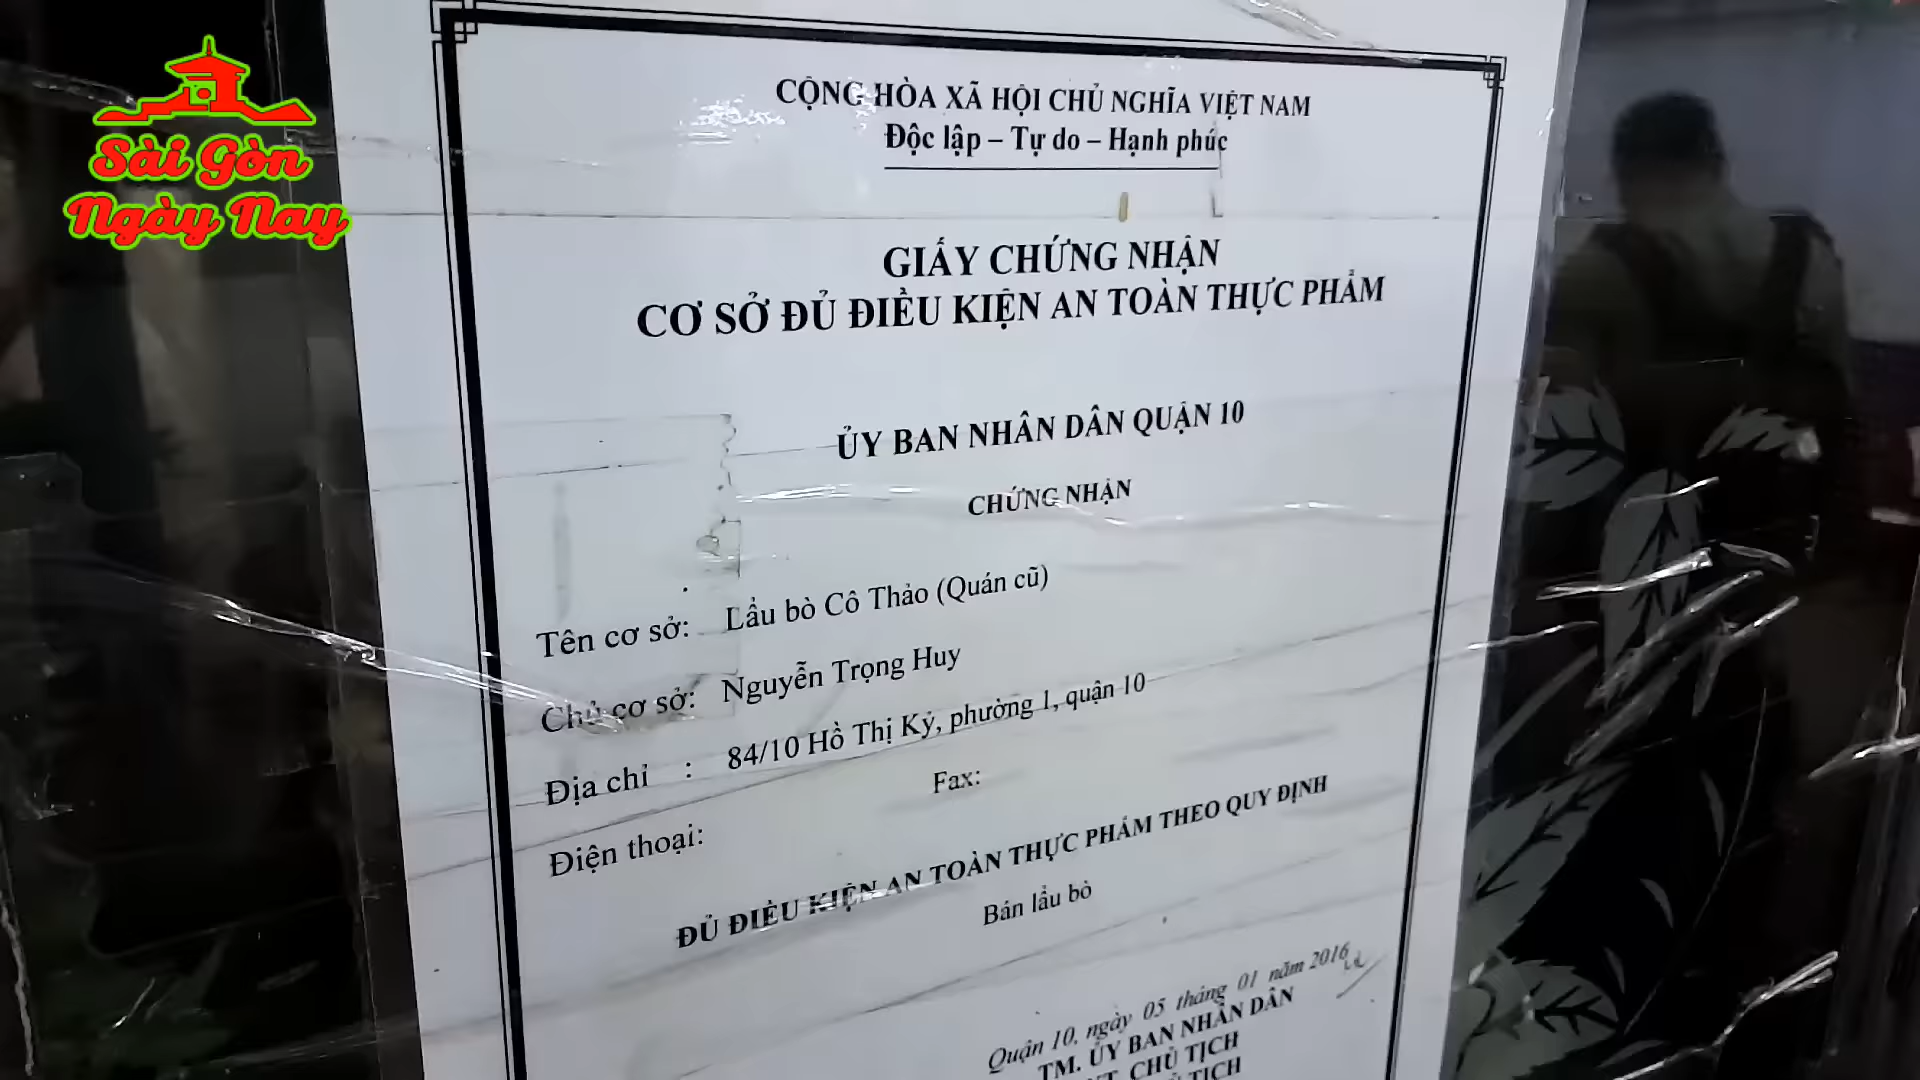 Sài Gòn
Ngày Nay
CỘNG HÒA XÃ HỘI CHỦ NGHĨA VIỆT NAM
Độc lập – Tự do – Hạnh phúc
GIẤY CHỨNG NHẬN
CƠ SỞ ĐỦ ĐIỀU KIỆN AN TOÀN THỰC PHẨM
ỦY BAN NHÂN DÂN QUẬN 10
CHỨNG NHẬN
Tên cơ sở: Lẩu bò Cô Thảo (Quán cũ)
Chủ cơ sở: Nguyễn Trọng Huy
Địa chỉ : 84/10 Hồ Thị Kỷ, phường 1, quận 10
Điện thoại: Fax:
ĐỦ ĐIỀU KIỆN AN TOÀN THỰC PHẨM THEO QUY ĐỊNH
Bán lẩu bò
Quận 10, ngày 05 tháng 01 năm 2016
TM. ỦY BAN NHÂN DÂN
CHỦ TỊCH
TỊCH